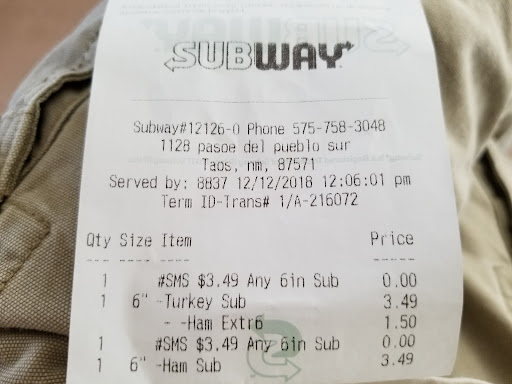 SUBWAY
Subway#12126-0 Phone 575-758-3048
1128 pasoe del pueblo sur
Taos, nm, 87571
Served by: 8837 12/12/2018 12:06:01 pm
Term ID-Trans# 1/A-216072
Qty Size Item Price
--- ---- ---- -----
1 #SMS $3.49 Any 6in Sub 0.00
1 6" -Turkey Sub 3.49
- -Ham Extr6 1.50
1 #SMS $3.49 Any 6in Sub 0.00
1 6" -Ham Sub 3.49